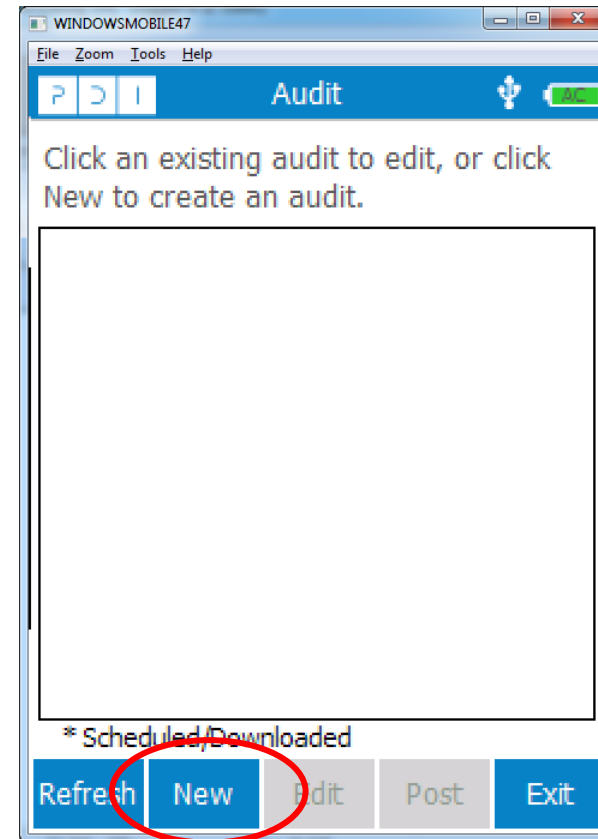 WINDOWSMOBILE47
File Zoom Tools Help
PDI Audit AC
Click an existing audit to edit, or click
New to create an audit.
* Scheduled/Downloaded
Refresh New Edit Post Exit